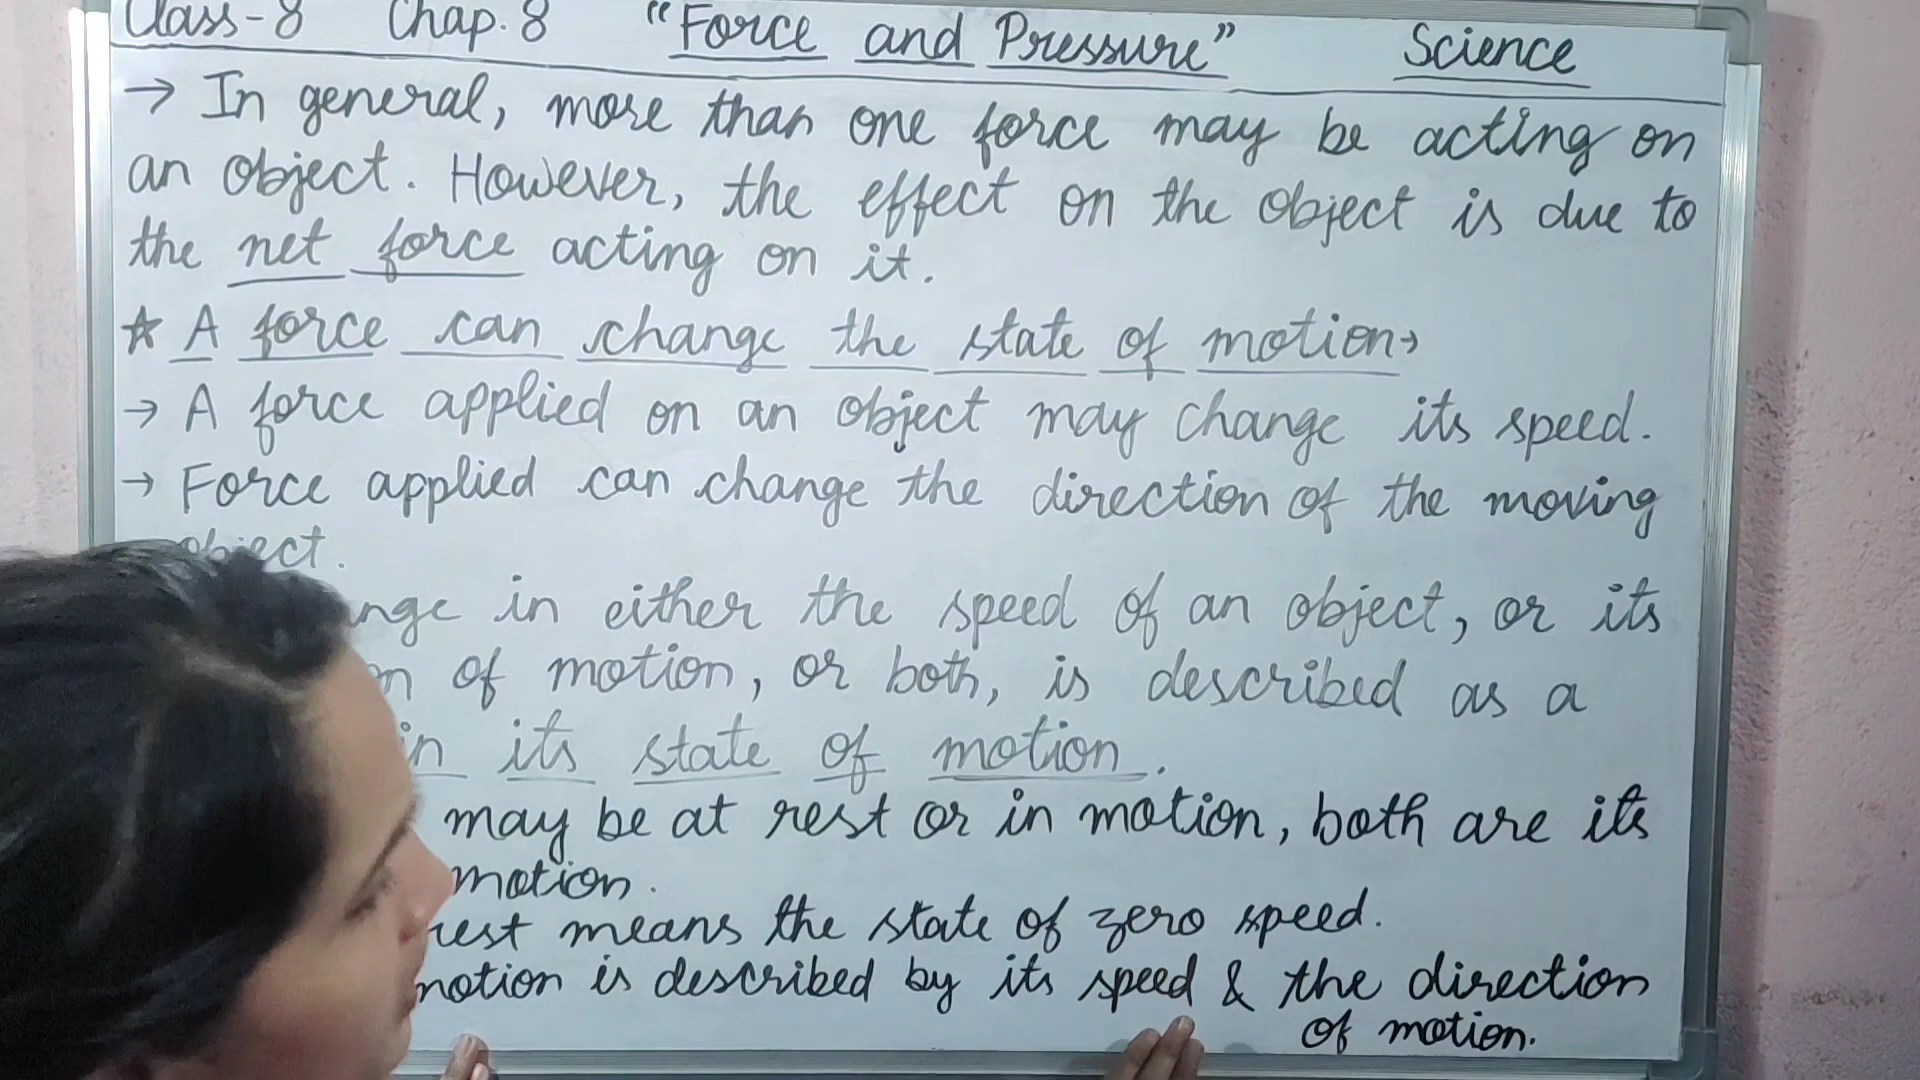 Class-8 Chap. 8 "Force and Pressure" Science
→ In general, more than one force may be acting on
an object. However, the effect on the object is due to
the net force acting on it.
☆ A force can change the state of motion→
→ A force applied on an object may change its speed.
→ Force applied can change the direction of the moving
object.
in either the speed of an object, or its
of motion, or both, is described as a
in its state of motion.
may be at rest or in motion, both are its
motion.
rest means the state of zero speed.
motion is described by its speed & the direction
of motion.